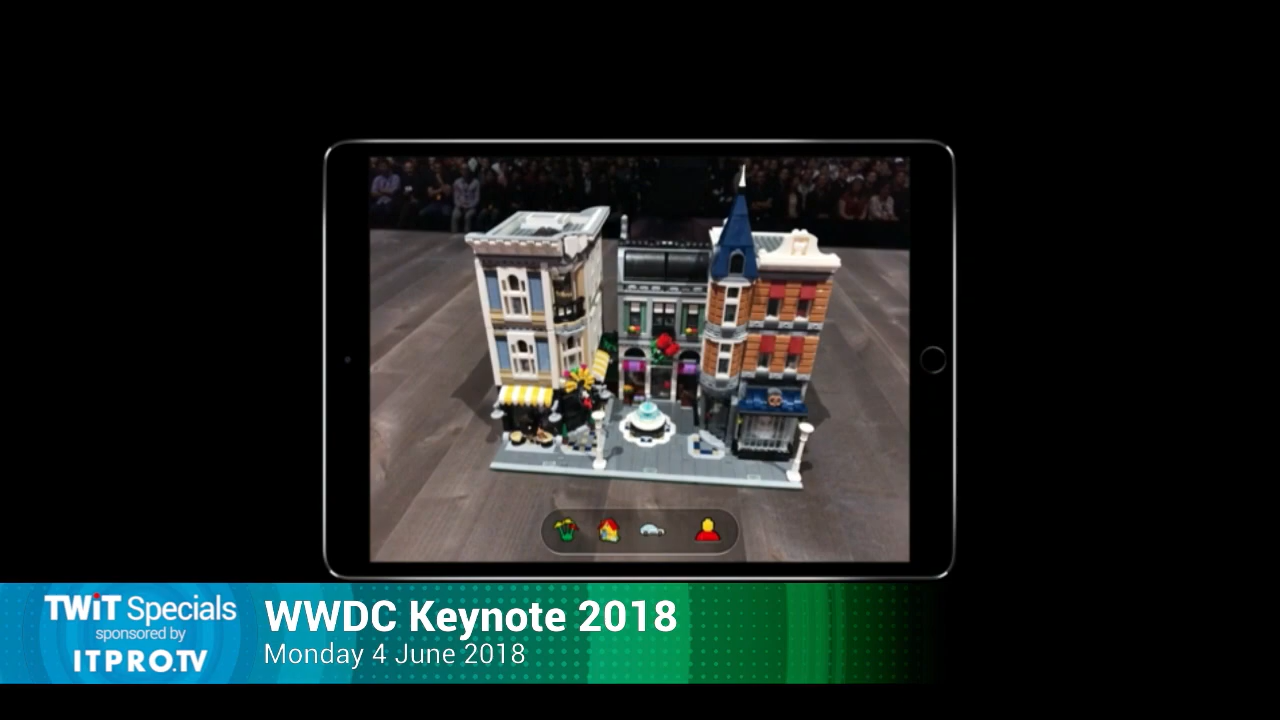 TWiT Specials
sponsored by
ITPRO.TV
WWDC Keynote 2018
Monday 4 June 2018